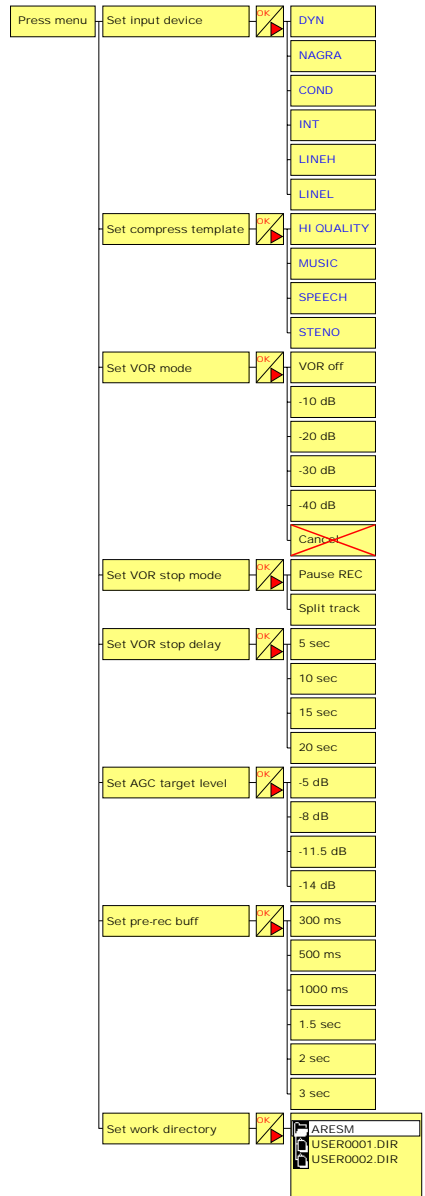 Press menu
Set input device
OK
DYN
NAGRA
COND
INT
LINEH
LINEL
Set compress template
OK
HI QUALITY
MUSIC
SPEECH
STENO
Set VOR mode
OK
VOR off
-10 dB
-20 dB
-30 dB
-40 dB
Cancel
Set VOR stop mode
OK
Pause REC
Split track
Set VOR stop delay
OK
5 sec
10 sec
15 sec
20 sec
Set AGC target level
OK
-5 dB
-8 dB
-11.5 dB
-14 dB
Set pre-rec buff
OK
300 ms
500 ms
1000 ms
1.5 sec
2 sec
3 sec
Set work directory
OK
ARESM
USER0001.DIR
USER0002.DIR